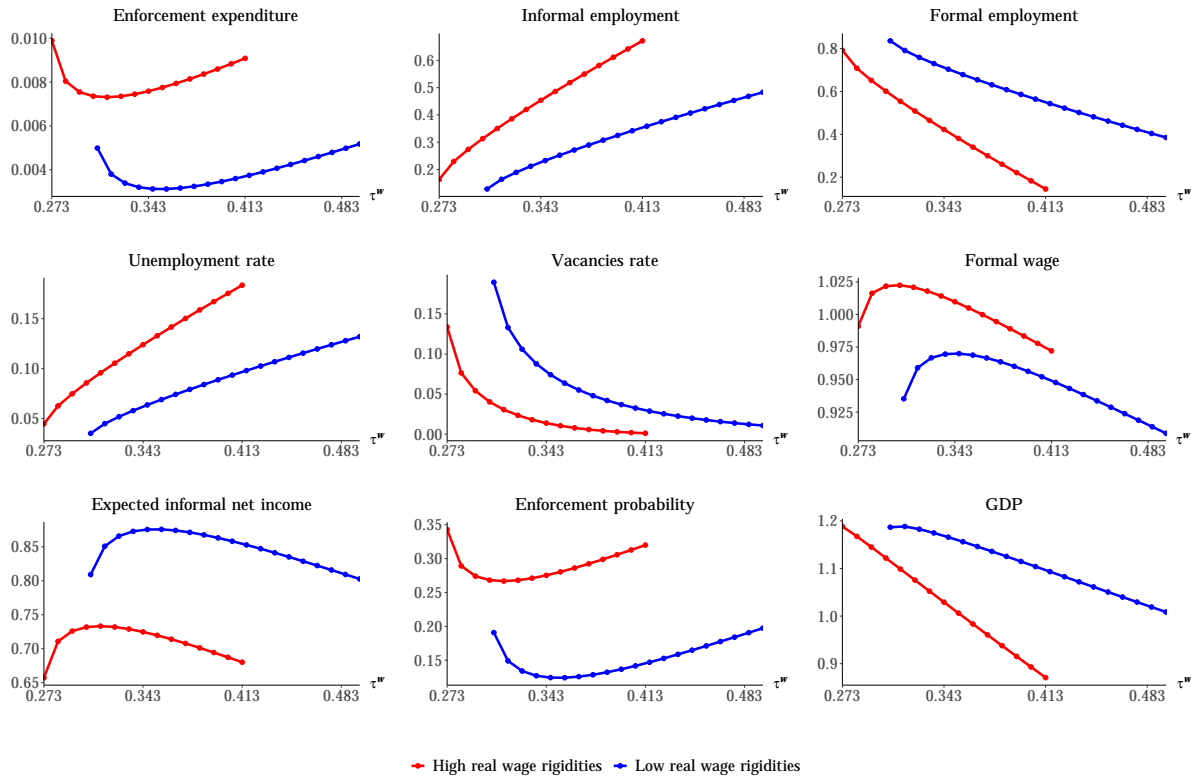 Enforcement expenditure
0.010
0.008
0.006
0.004
0.273 0.343 0.413 0.483 τʷ
Informal employment
0.6
0.5
0.4
0.3
0.2
0.273 0.343 0.413 0.483 τʷ
Formal employment
0.8
0.6
0.4
0.2
0.273 0.343 0.413 0.483 τʷ
Unemployment rate
0.15
0.10
0.05
0.273 0.343 0.413 0.483 τʷ
Vacancies rate
0.15
0.10
0.05
0.00
0.273 0.343 0.413 0.483 τʷ
Formal wage
1.025
1.000
0.975
0.950
0.925
0.273 0.343 0.413 0.483 τʷ
Expected informal net income
0.85
0.80
0.75
0.70
0.65
0.273 0.343 0.413 0.483 τʷ
Enforcement probability
0.35
0.30
0.25
0.20
0.15
0.273 0.343 0.413 0.483 τʷ
GDP
1.2
1.1
1.0
0.9
0.273 0.343 0.413 0.483 τʷ
High real wage rigidities Low real wage rigidities